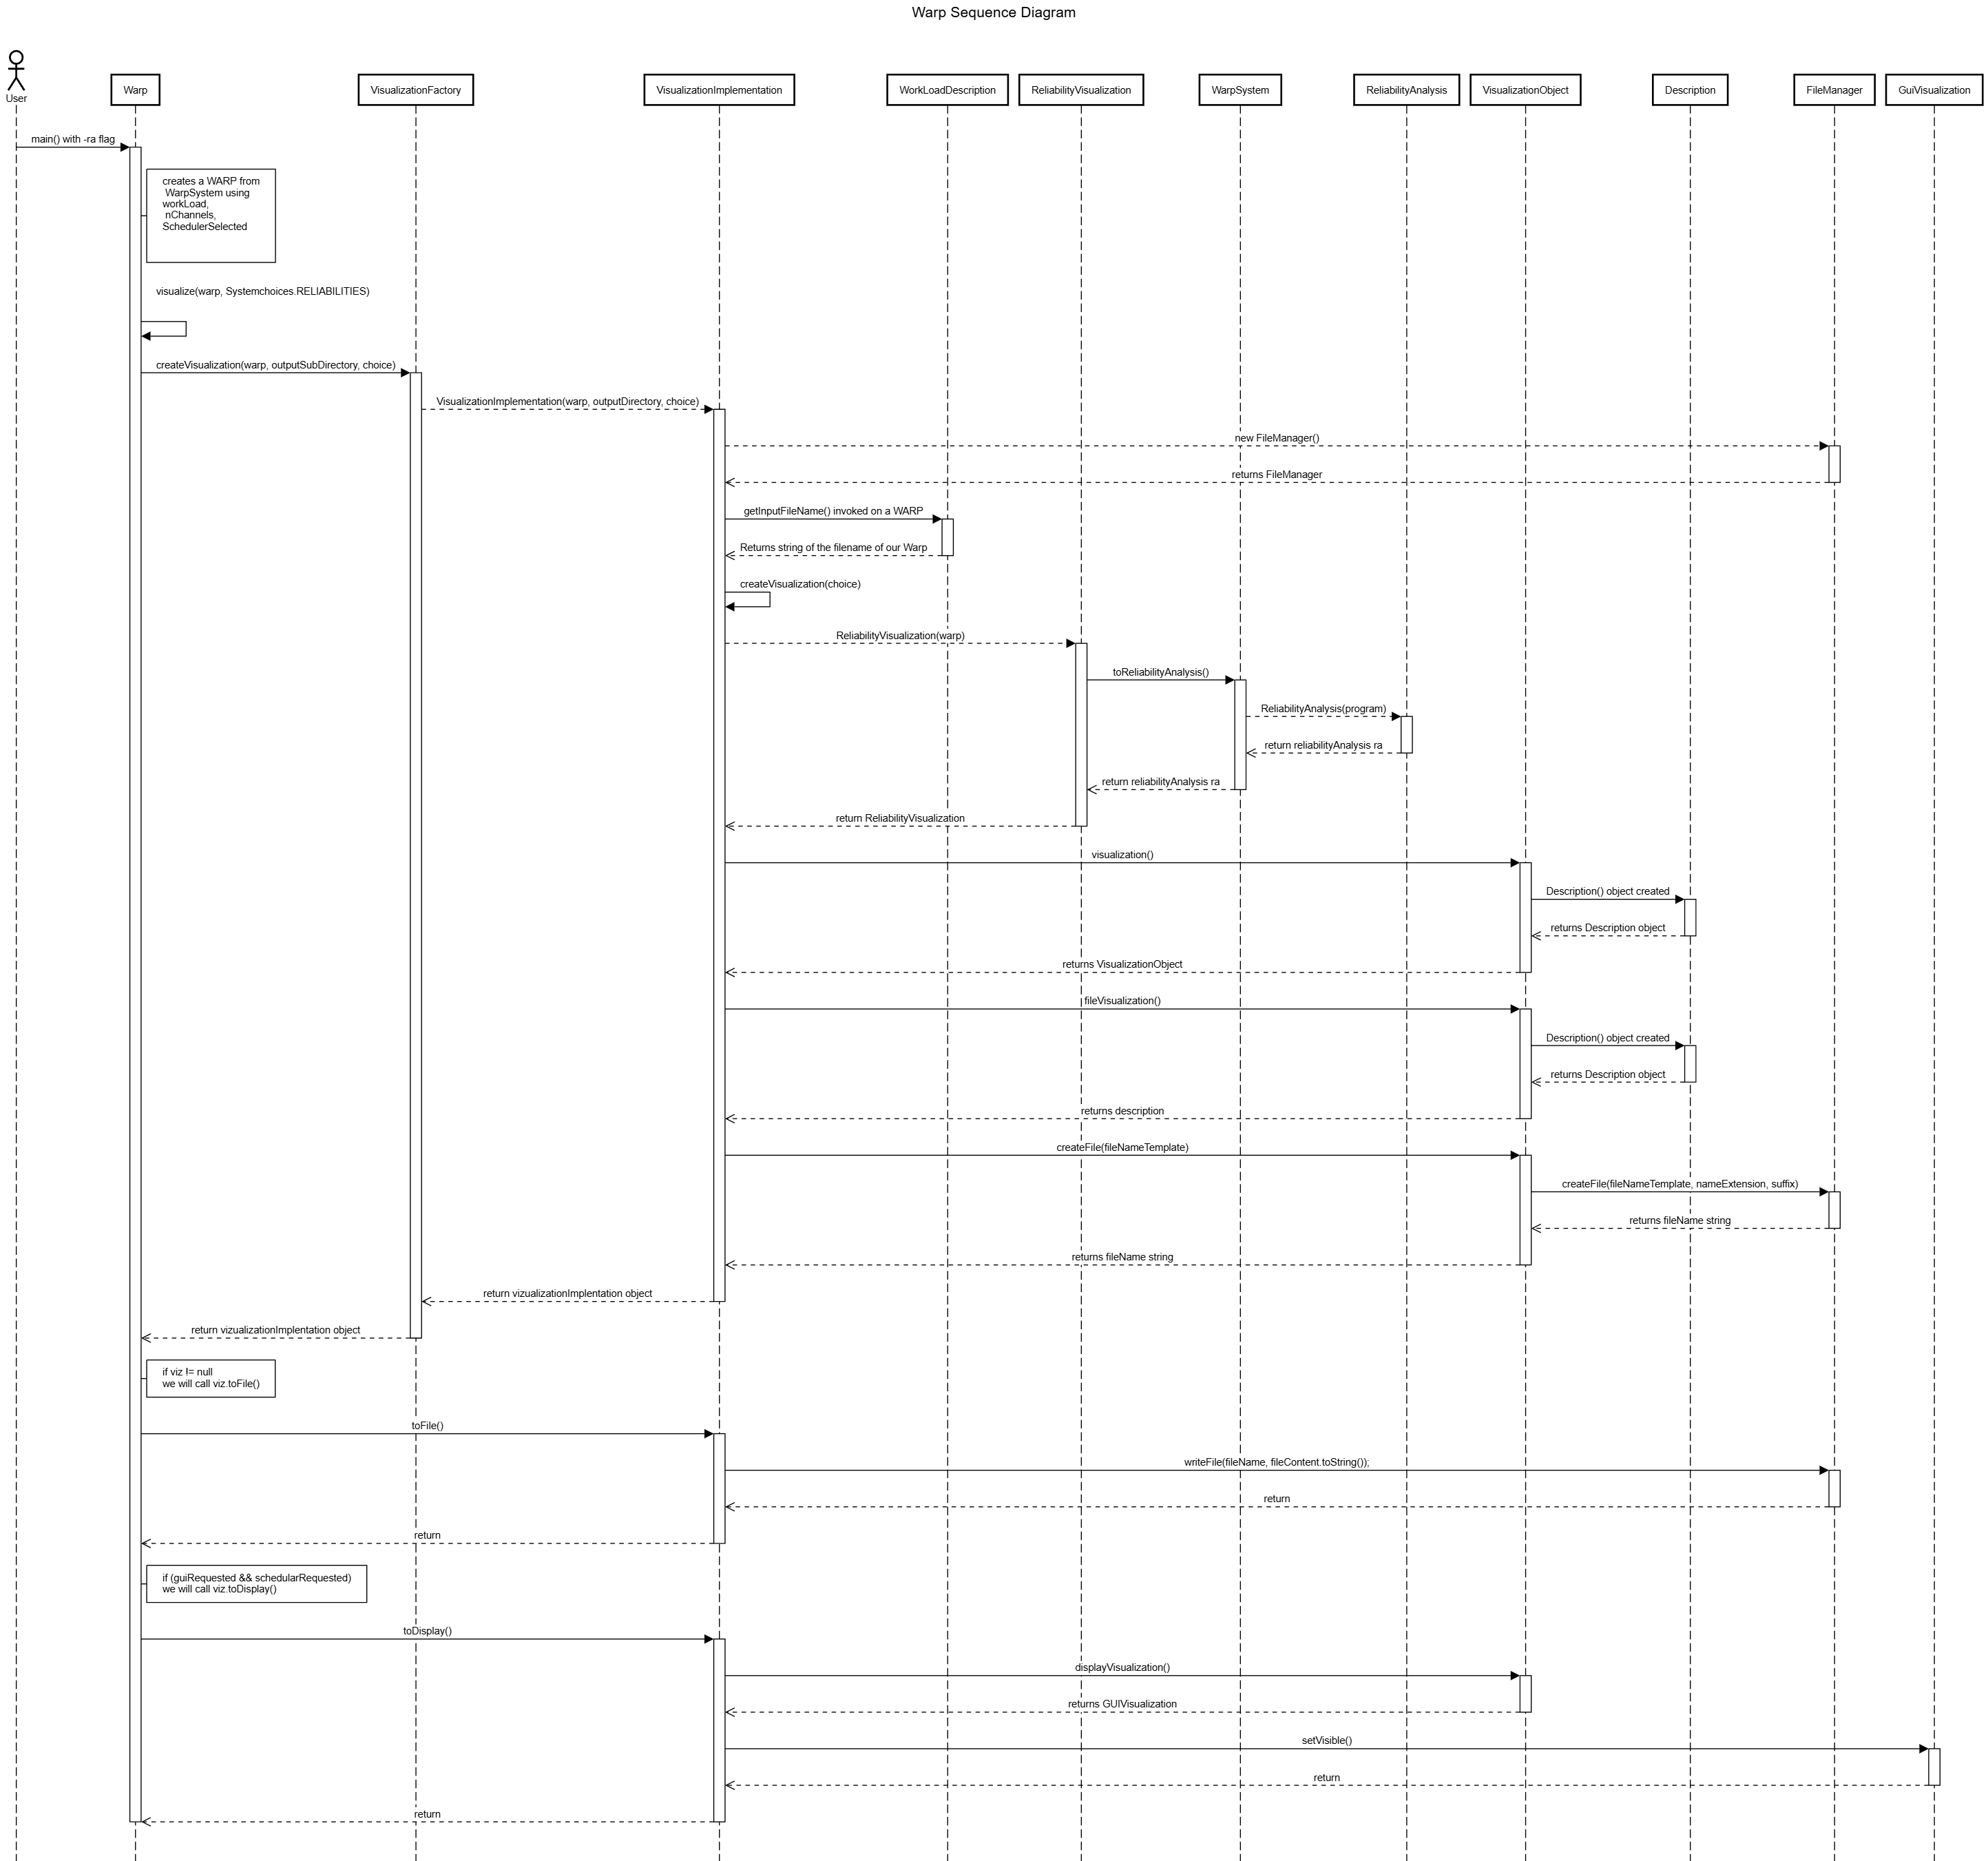 Warp Sequence Diagram
User
Warp
VisualizationFactory
VisualizationImplementation
WorkLoadDescription
ReliabilityVisualization
WarpSystem
ReliabilityAnalysis
VisualizationObject
Description
FileManager
GuiVisualization
main() with -ra flag
creates a WARP from
WarpSystem using
workLoad,
nChannels,
SchedulerSelected
visualize(warp, Systemchoices.RELIABILITIES)
createVisualization(warp, outputSubDirectory, choice)
VisualizationImplementation(warp, outputDirectory, choice)
new FileManager()
returns FileManager
getInputFileName() invoked on a WARP
Returns string of the filename of our Warp
createVisualization(choice)
ReliabilityVisualization(warp)
toReliabilityAnalysis()
ReliabilityAnalysis(program)
return reliabilityAnalysis ra
return reliabilityAnalysis ra
return ReliabilityVisualization
visualization()
Description() object created
returns Description object
returns VisualizationObject
fileVisualization()
Description() object created
returns Description object
returns description
createFile(fileNameTemplate)
createFile(fileNameTemplate, nameExtension, suffix)
returns fileName string
returns fileName string
return vizualizationImplentation object
return vizualizationImplentation object
if viz != null
we will call viz.toFile()
toFile()
writeFile(fileName, fileContent.toString());
return
return
if (guiRequested && schedularRequested)
we will call viz.toDisplay()
toDisplay()
displayVisualization()
returns GUIVisualization
setVisible()
return
return